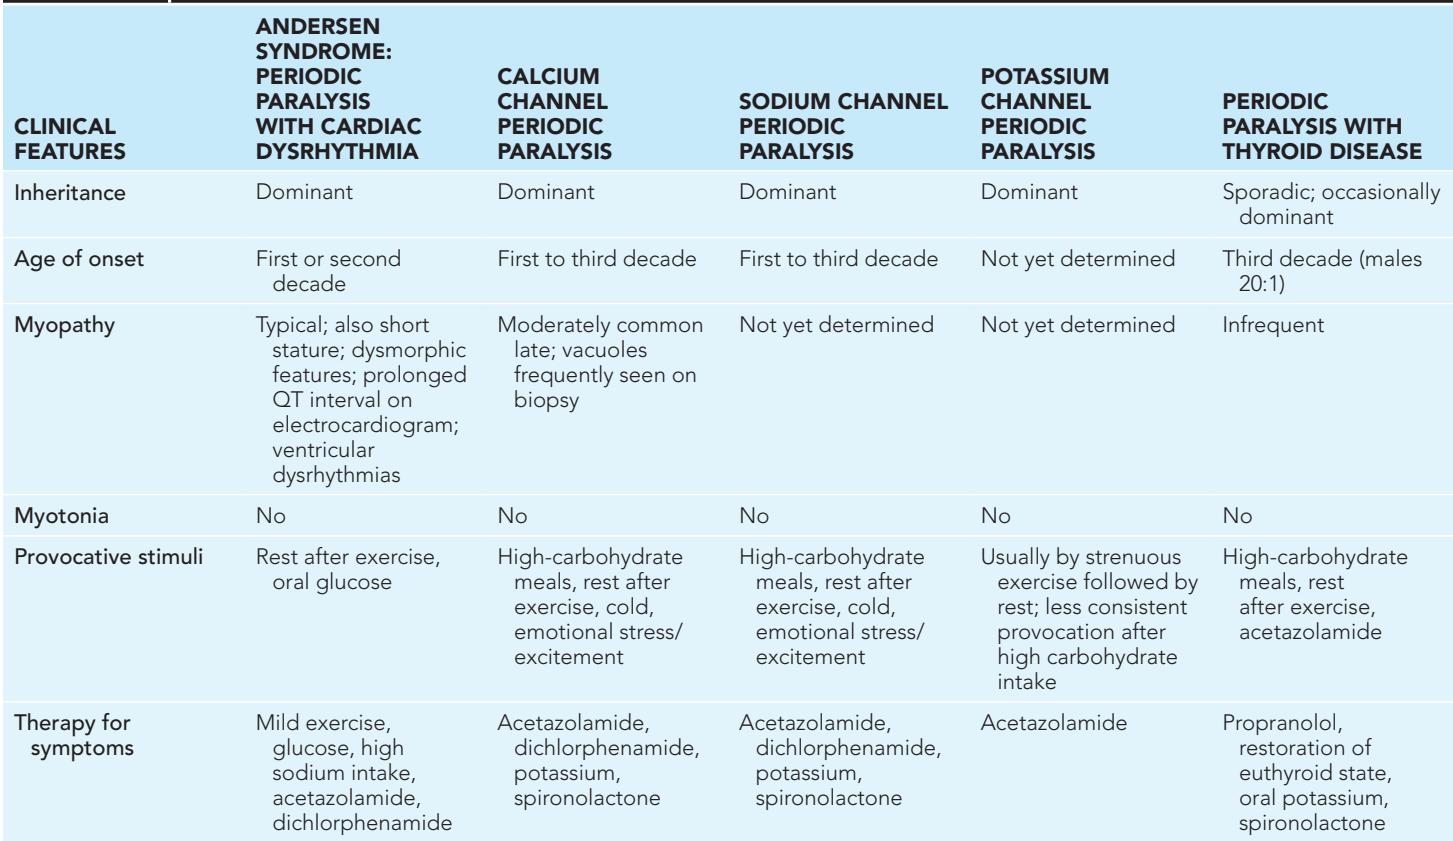 CLINICAL FEATURES | ANDERSEN SYNDROME: PERIODIC PARALYSIS WITH CARDIAC DYSRHYTHMIA | CALCIUM CHANNEL PERIODIC PARALYSIS | SODIUM CHANNEL PERIODIC PARALYSIS | POTASSIUM CHANNEL PERIODIC PARALYSIS | PERIODIC PARALYSIS WITH THYROID DISEASE
Inheritance | Dominant | Dominant | Dominant | Dominant | Sporadic; occasionally dominant
Age of onset | First or second decade | First to third decade | First to third decade | Not yet determined | Third decade (males 20:1)
Myopathy | Typical; also short stature; dysmorphic features; prolonged QT interval on electrocardiogram; ventricular dysrhythmias | Moderately common late; vacuoles frequently seen on biopsy | Not yet determined | Not yet determined | Infrequent
Myotonia | No | No | No | No | No
Provocative stimuli | Rest after exercise, oral glucose | High-carbohydrate meals, rest after exercise, cold, emotional stress/excitement | High-carbohydrate meals, rest after exercise, cold, emotional stress/excitement | Usually by strenuous exercise followed by rest; less consistent provocation after high carbohydrate intake | High-carbohydrate meals, rest after exercise, acetazolamide
Therapy for symptoms | Mild exercise, glucose, high sodium intake, acetazolamide, dichlorphenamide | Acetazolamide, dichlorphenamide, potassium, spironolactone | Acetazolamide, dichlorphenamide, potassium, spironolactone | Acetazolamide | Propranolol, restoration of euthyroid state, oral potassium, spironolactone